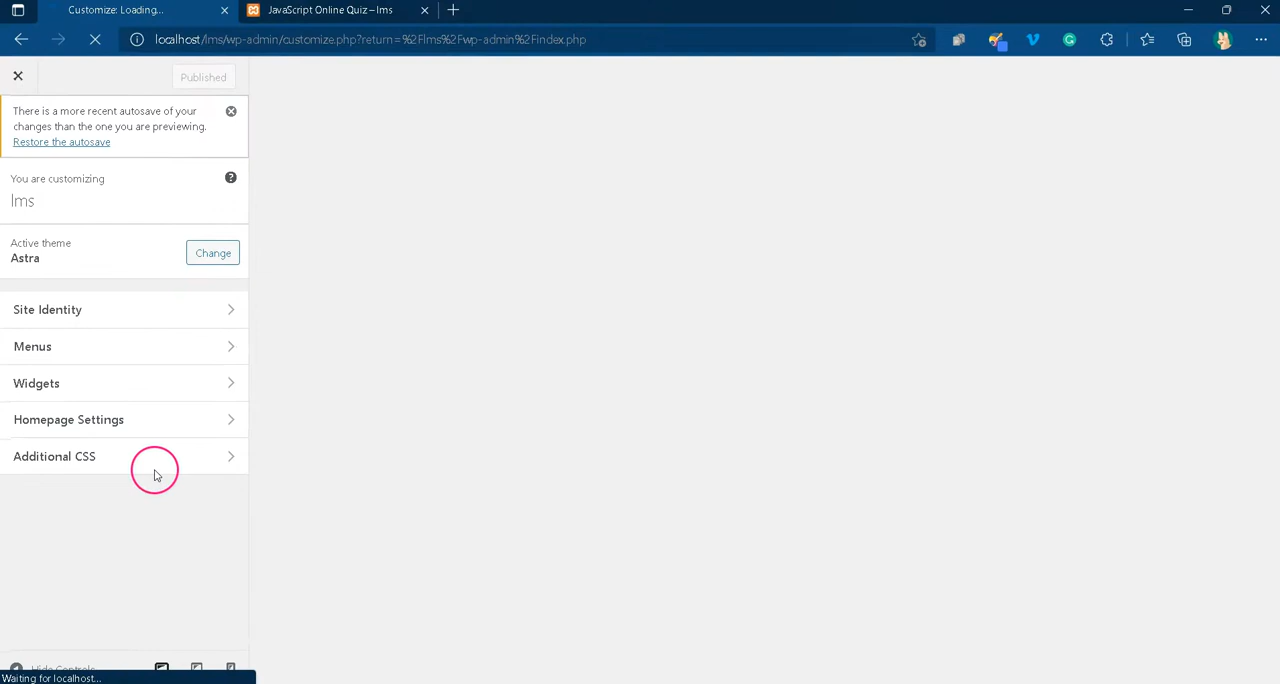 Customize: Loading...
JavaScript Online Quiz – lms
localhost/lms/wp-admin/customize.php?return=%2Flms%2Fwp-admin%2Findex.php
Published
There is a more recent autosave of your
changes than the one you are previewing.
Restore the autosave
You are customizing
lms
Active theme
Astra
Change
Site Identity
Menus
Widgets
Homepage Settings
Additional CSS
Hide Controls
Waiting for localhost...